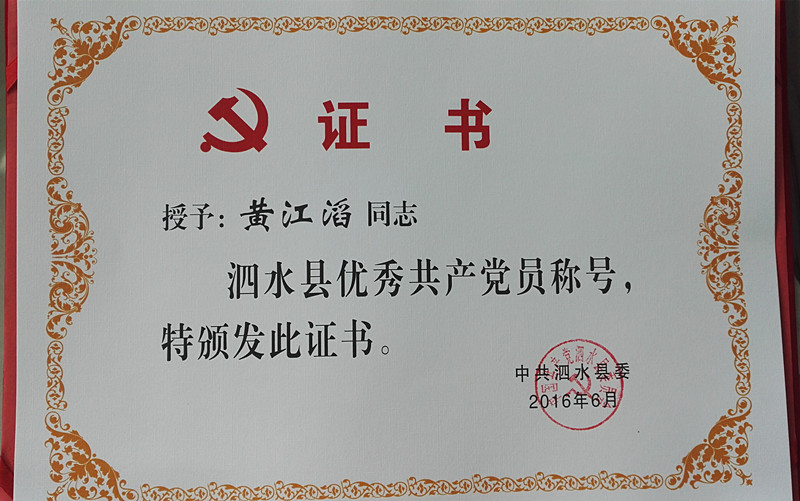 证书
授予：黄江滔同志
泗水县优秀共产党员称号，
特颁发此证书。
中共泗水县委
2016年6月